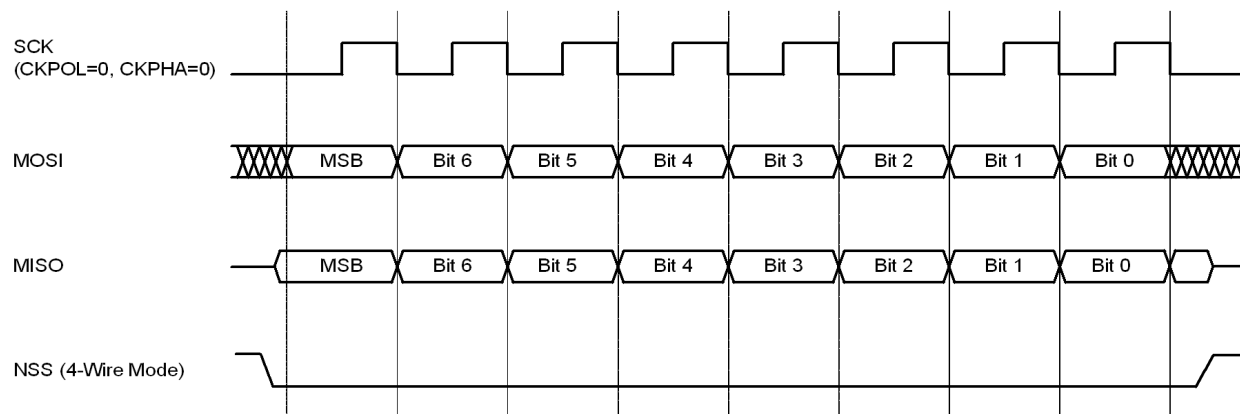 SCK
(CKPOL=0, CKPHA=0)
MOSI
MSB Bit 6 Bit 5 Bit 4 Bit 3 Bit 2 Bit 1 Bit 0
MISO
MSB Bit 6 Bit 5 Bit 4 Bit 3 Bit 2 Bit 1 Bit 0
NSS (4-Wire Mode)